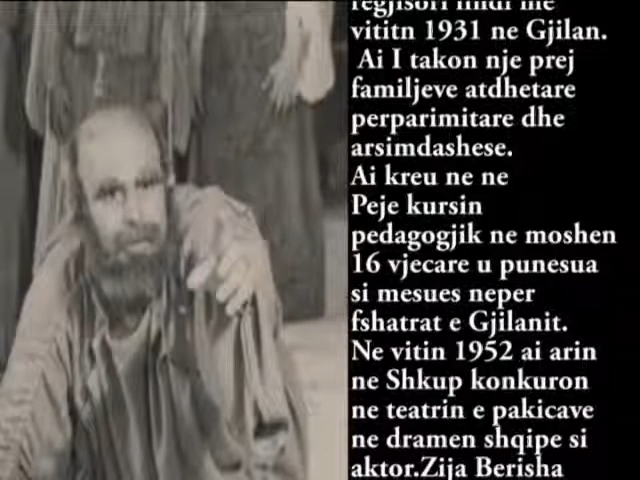 regjisori lindi me
vititn 1931 ne Gjilan.
Ai I takon nje prej
familjeve atdhetare
perparimitare dhe
arsimdashese.
Ai kreu ne ne
Peje kursin
pedagogjik ne moshen
16 vjecare u punesua
si mesues neper
fshatrat e Gjilanit.
Ne vitin 1952 ai arin
ne Shkup konkuron
ne teatrin e pakicave
ne dramen shqipe si
aktor.Zija Berisha